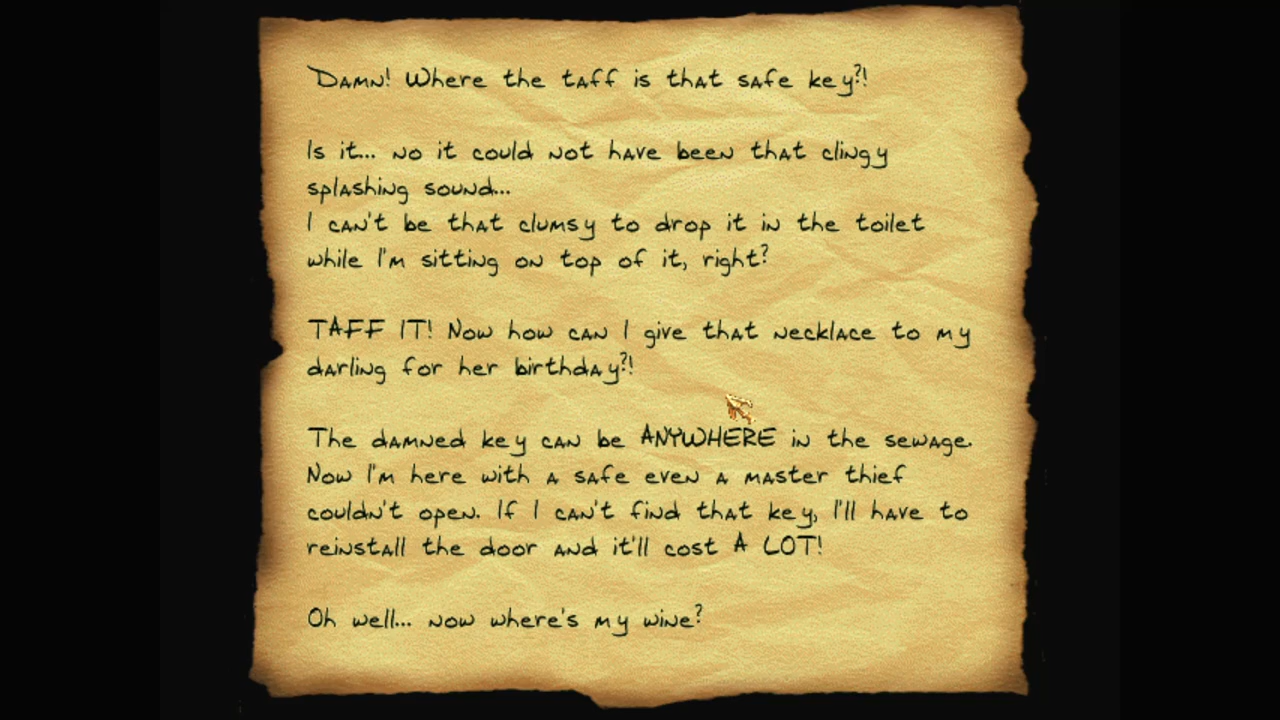 Damn! Where the taff is that safe key?!
Is it... no it could not have been that clingy
splashing sound...
I can't be that clumsy to drop it in the toilet
while I'm sitting on top of it, right?
TAFF IT! Now how can I give that necklace to my
darling for her birthday?!
The damned key can be ANYWHERE in the sewage.
Now I'm here with a safe even a master thief
couldn't open. If I can't find that key, I'll have to
reinstall the door and it'll cost A LOT!
Oh well... now where's my wine?